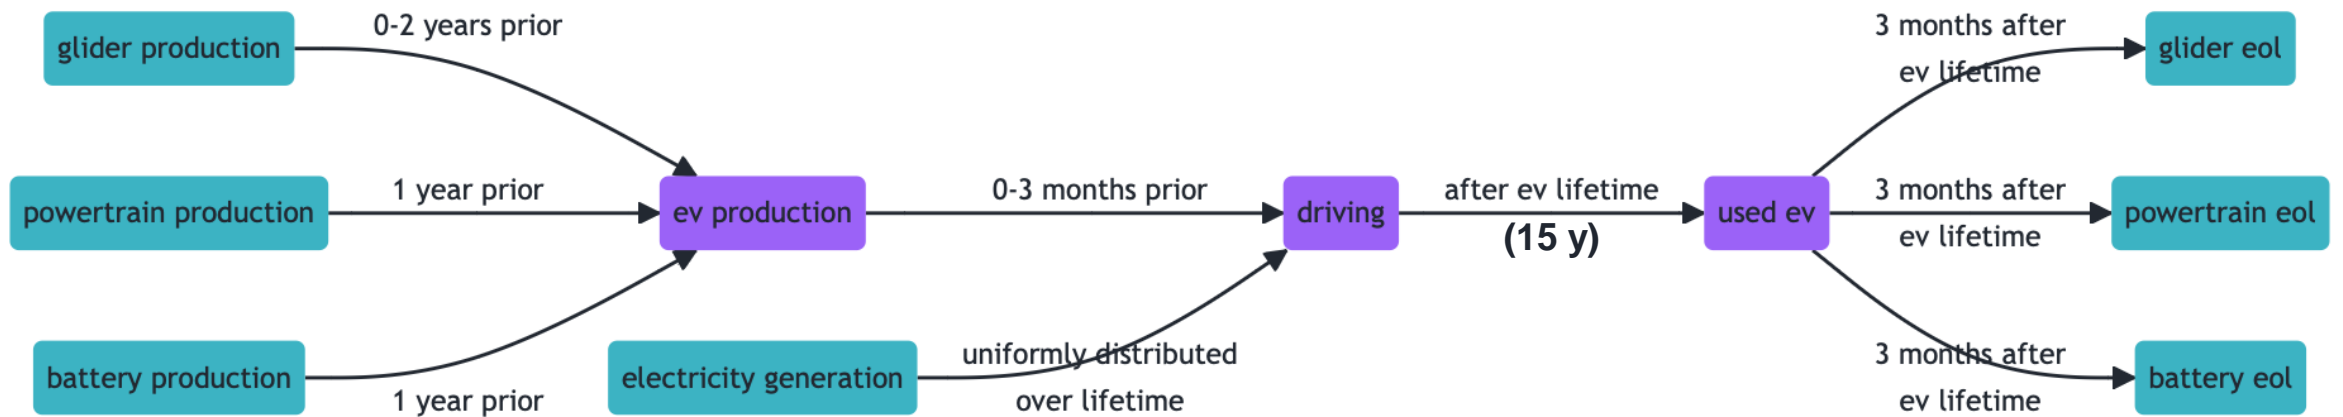 glider production
0-2 years prior
3 months after
ev lifetime
glider eol
powertrain production
1 year prior
ev production
0-3 months prior
driving
after ev lifetime
(15 y)
used ev
3 months after
ev lifetime
powertrain eol
battery production
1 year prior
electricity generation
uniformly distributed
over lifetime
3 months after
ev lifetime
battery eol